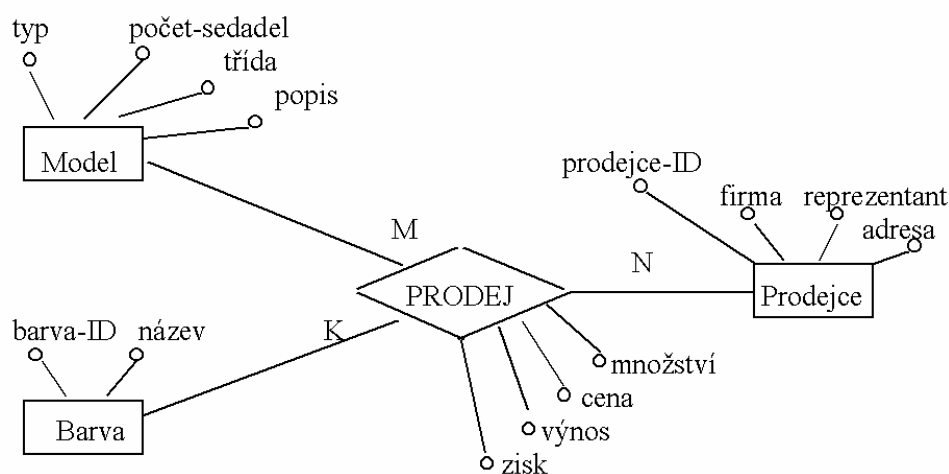 typ
počet-sedadel
třída
popis
Model
prodejce-ID
firma
reprezentant
adresa
M
N
PRODEJ
Prodejce
K
barva-ID
název
množství
cena
Barva
výnos
zisk